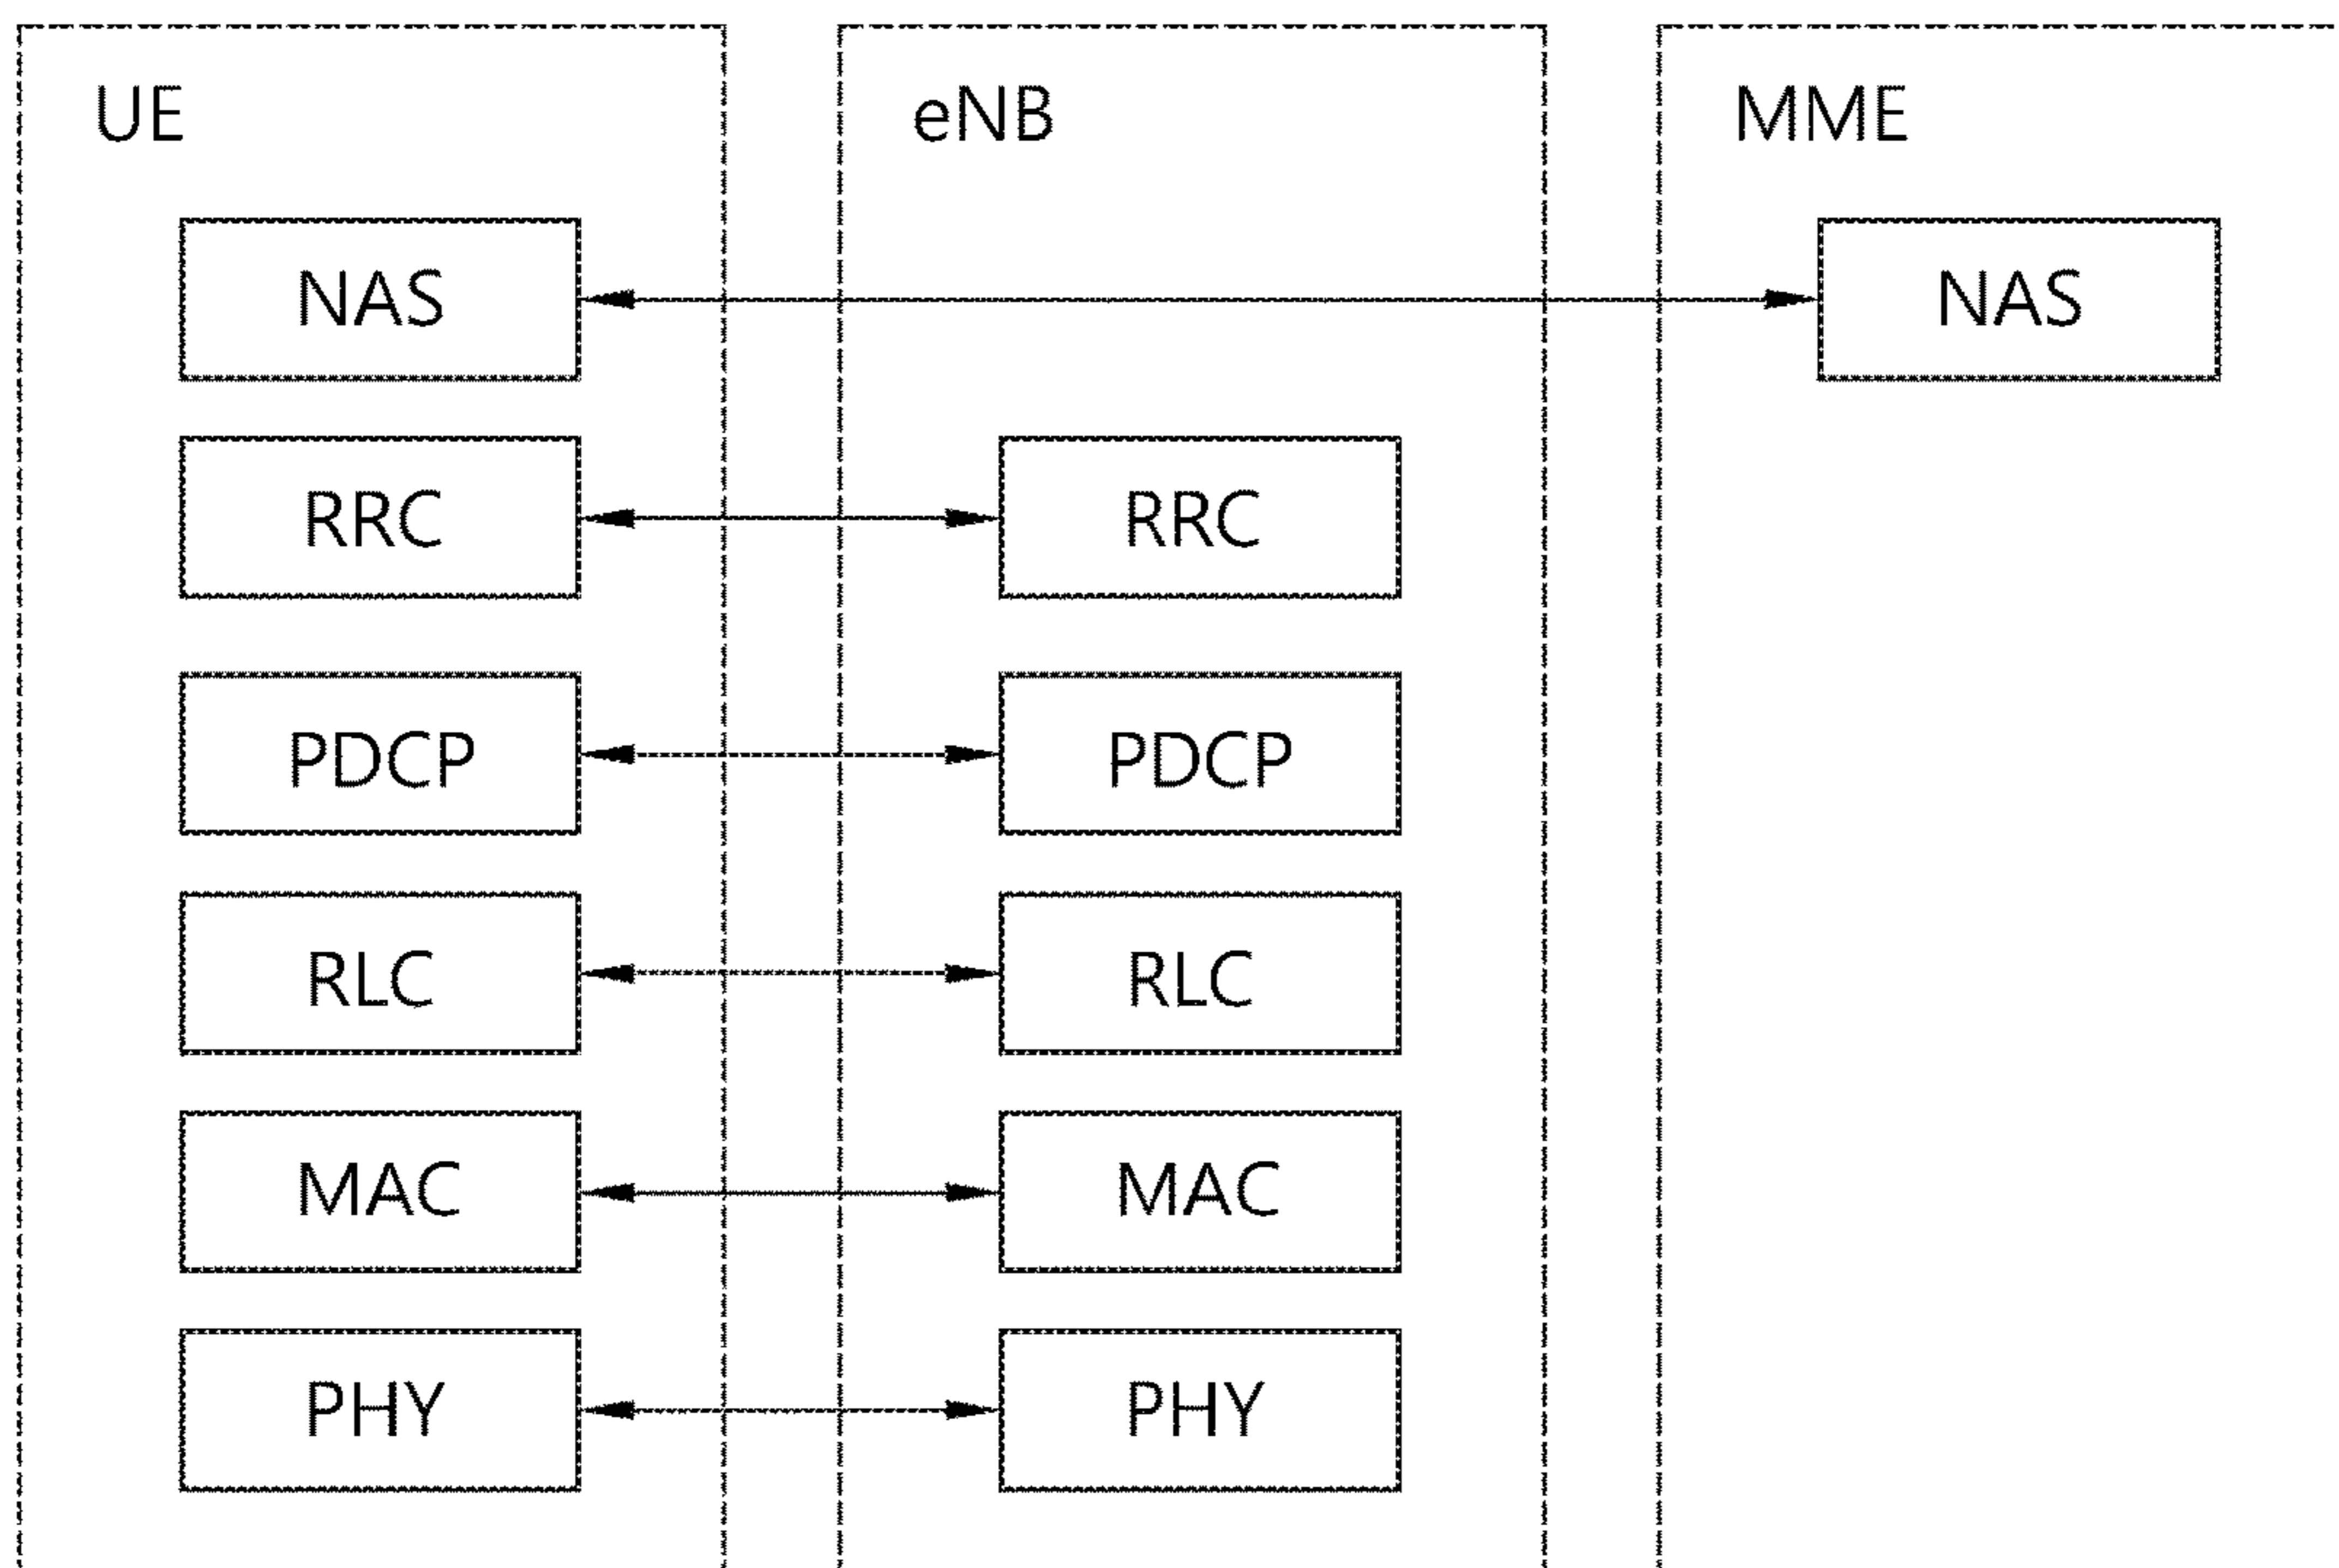 UE eNB MME
NAS NAS
RRC RRC
PDCP PDCP
RLC RLC
MAC MAC
PHY PHY